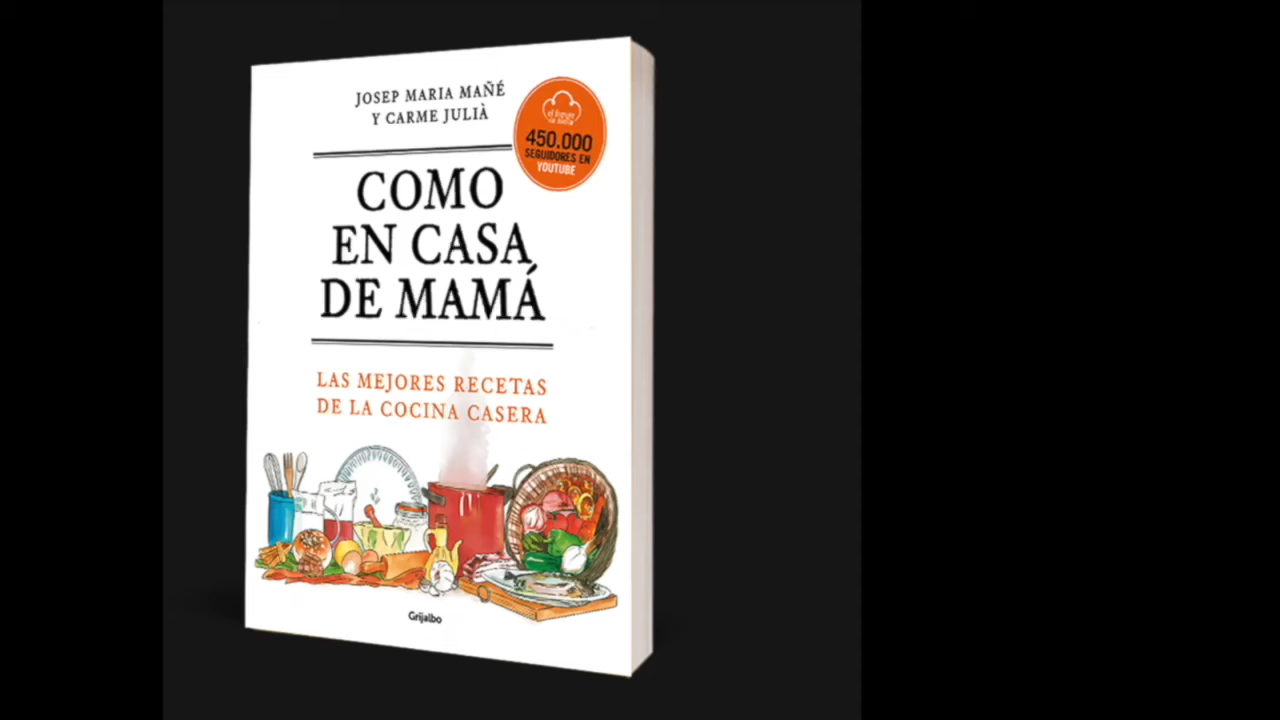 JOSEP MARIA MAÑÉ
Y CARME JULIÀ
450.000
SEGUIDORES EN
YOUTUBE
COMO
EN CASA
DE MAMÁ
LAS MEJORES RECETAS
DE LA COCINA CASERA
Grijalbo